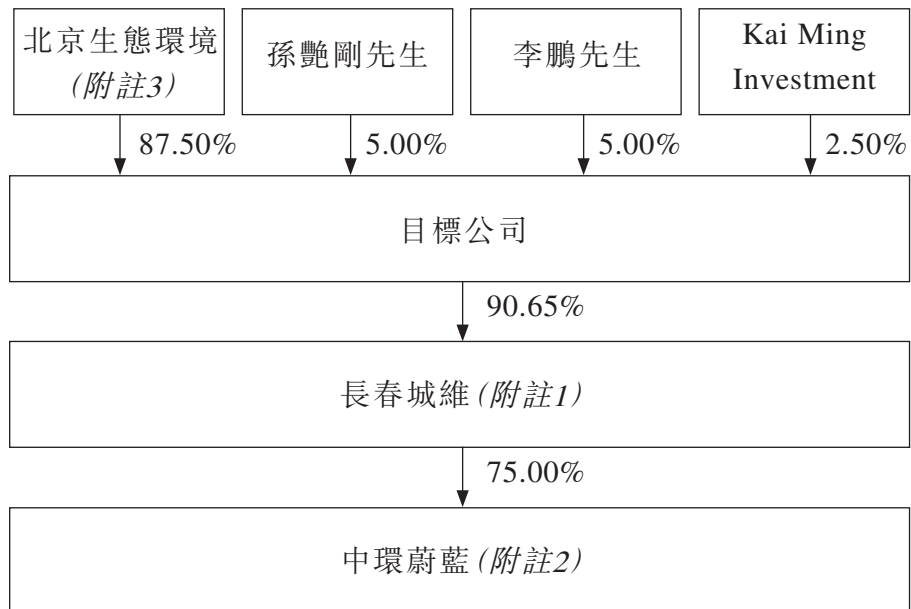 北京生態環境
(附註3)
孫艷剛先生
李鵬先生
Kai Ming
Investment
87.50%
5.00%
5.00%
2.50%
目標公司
90.65%
長春城維(附註1)
75.00%
中環蔚藍(附註2)